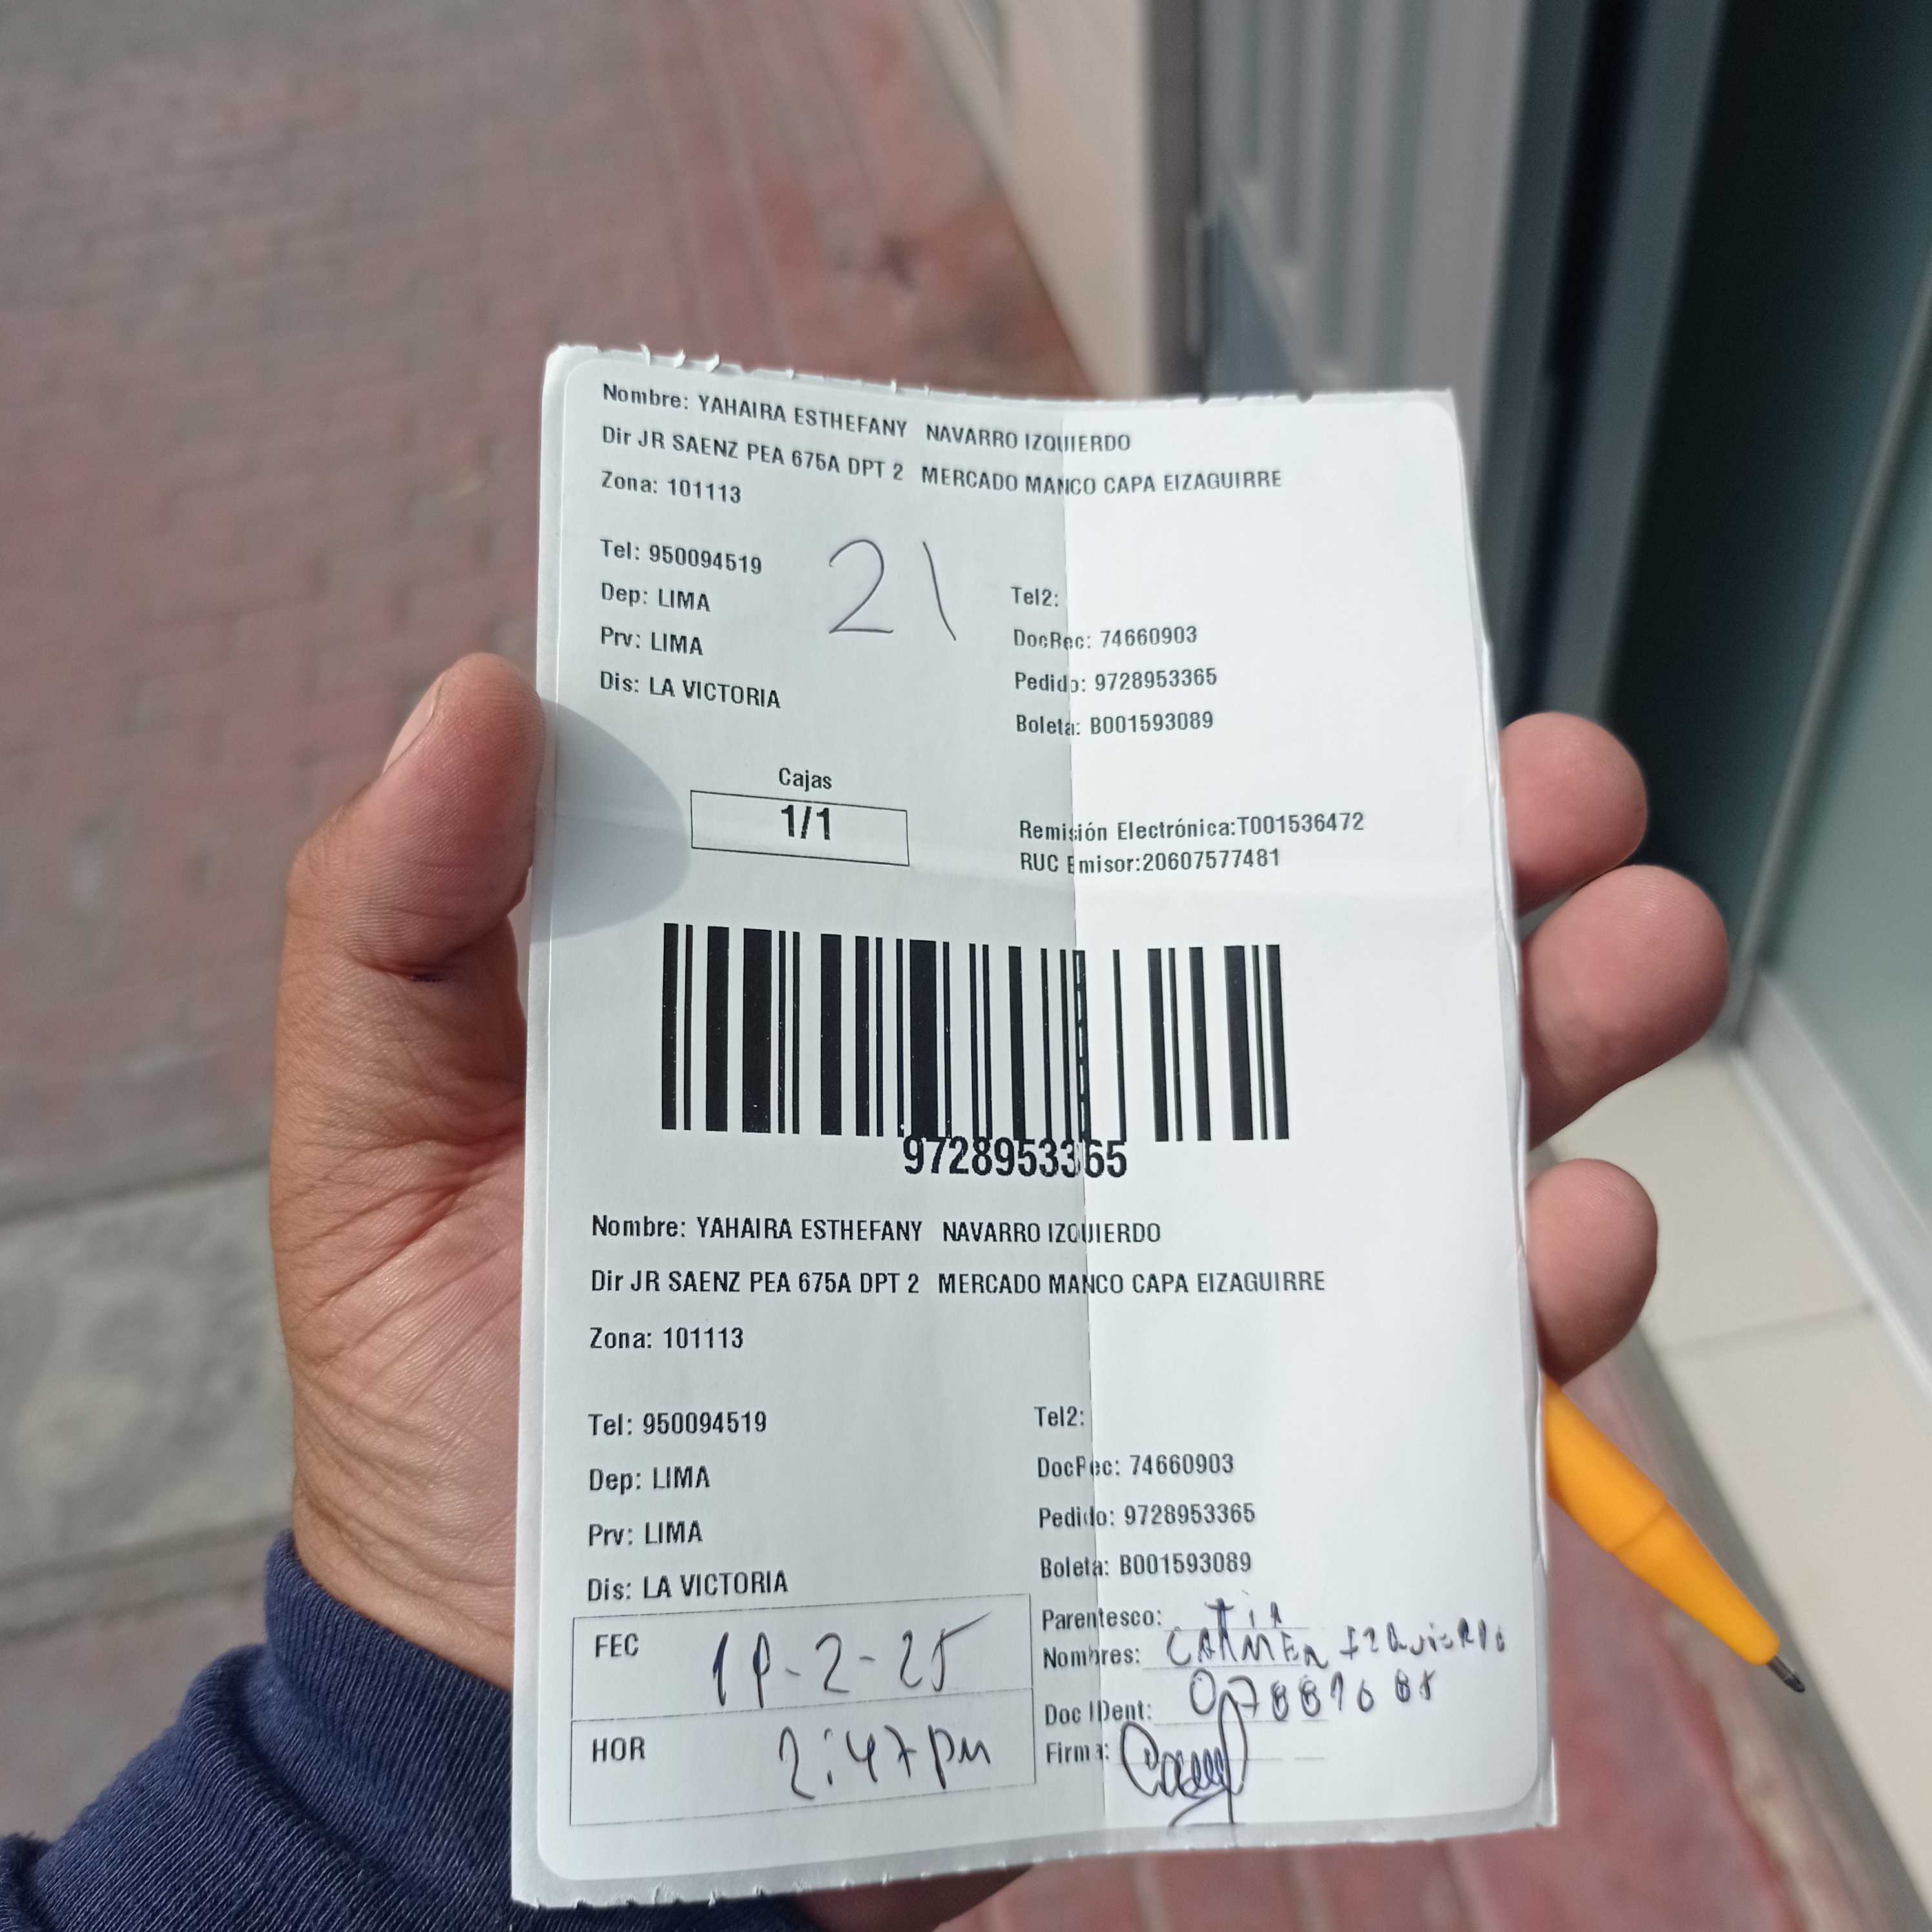 Nombre: YAHAIRA ESTHEFANY NAVARRO IZQUIERDO
Dir JR SAENZ PEA 675A DPT 2 MERCADO MANCO CAPA EIZAGUIRRE
Zona: 101113
21
Tel: 950094519
Tel2:
Dep: LIMA
DocRec: 74660903
Prv: LIMA
Pedido: 9728953365
Dis: LA VICTORIA
Boleta: B001593089
Cajas
1/1
Remisión Electrónica:T001536472
RUC Emisor:20607577481
9728953365
Nombre: YAHAIRA ESTHEFANY NAVARRO IZQUIERDO
Dir JR SAENZ PEA 675A DPT 2 MERCADO MANCO CAPA EIZAGUIRRE
Zona: 101113
Tel: 950094519
Tel2:
Dep: LIMA
DocRec: 74660903
Prv: LIMA
Pedido: 9728953365
Dis: LA VICTORIA
Boleta: B001593089
Parentesco: TIA
Nombres: CARMEN IZQUIERDO
Doc IDent:
Firma:
FEC
HOR 2:47 pm